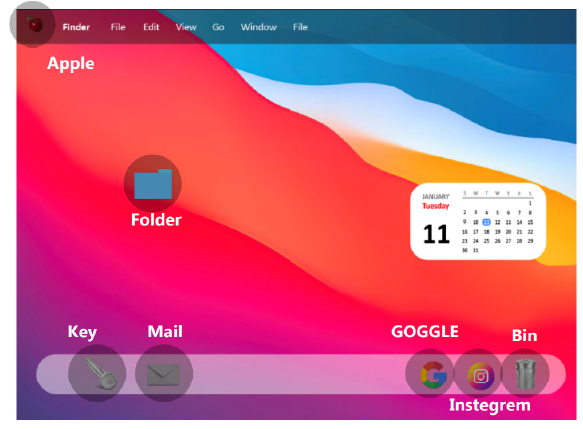 Finder File Edit View Go Window File
Apple
JANUARY
Tuesday
11
S M T W T F S
1
2 3 4 5 6 7 8
9 10 11 12 13 14 15
16 17 18 19 20 21 22
23 24 25 26 27 28 29
30 31
Folder
Key Mail GOGGLE Bin
Instegrem